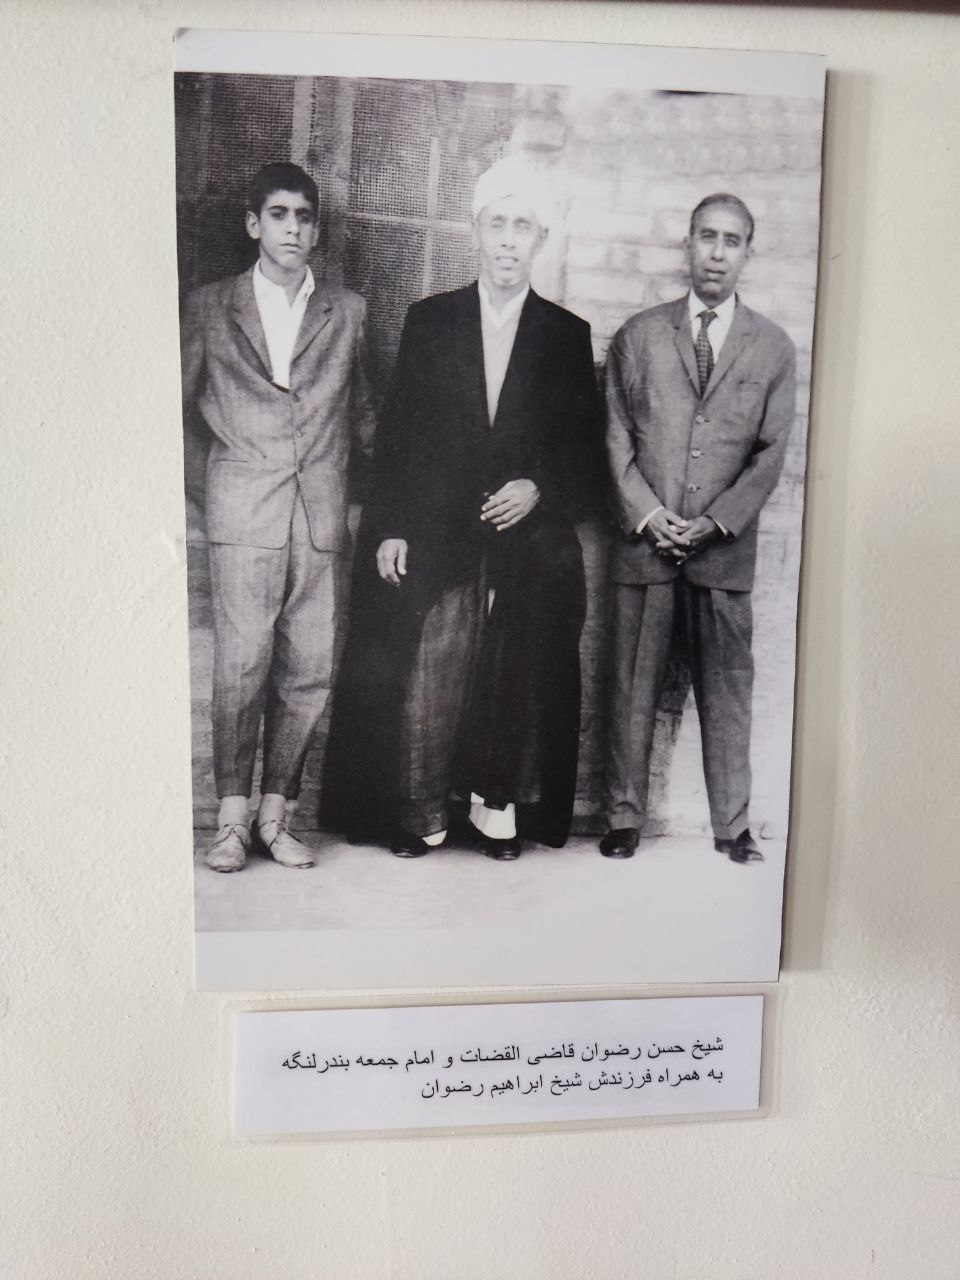 شیخ حسن رضوان قاضی القضات و امام جمعه بندرلنگه
به همراه فرزندش شیخ ابراهیم رضوان